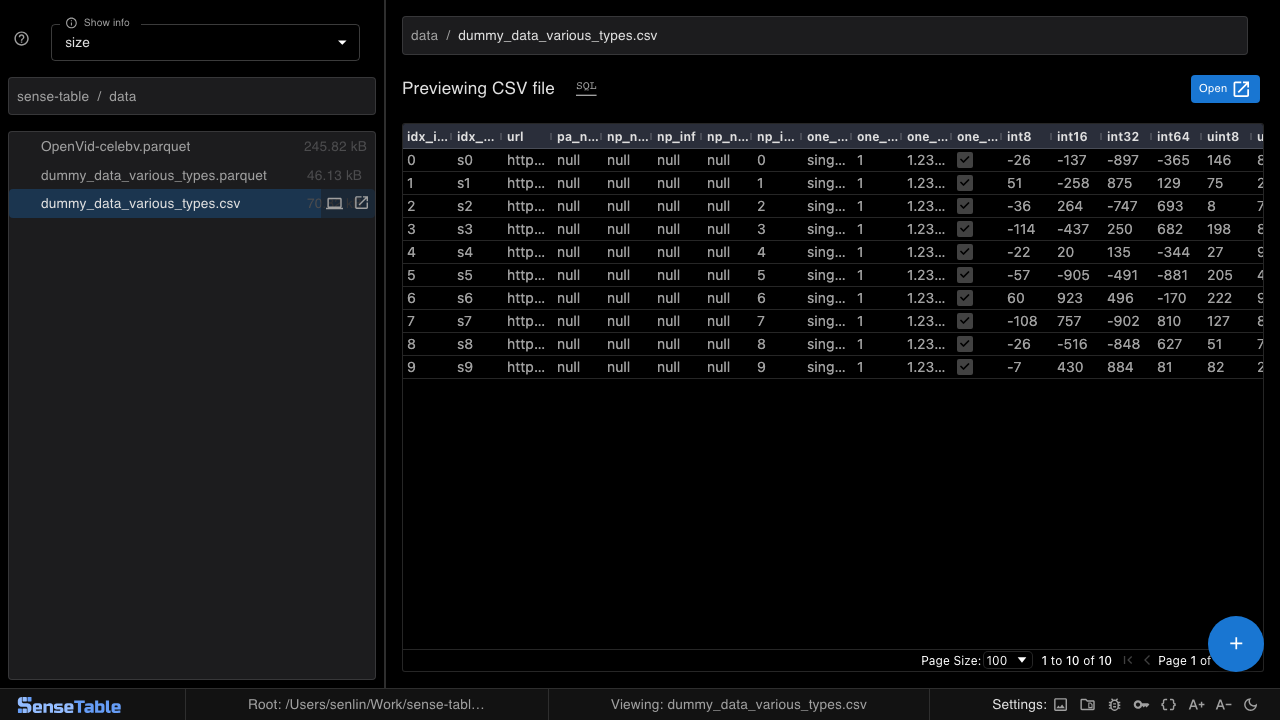 Show info
size
sense-table / data
OpenVid-celebv.parquet 245.82 kB
dummy_data_various_types.parquet 46.13 kB
dummy_data_various_types.csv 70
data / dummy_data_various_types.csv
Previewing CSV file SQL Open
idx_i... idx_... url pa_n... np_n... np_inf np_n... np_i... one_... one_... one_... one_... int8 int16 int32 int64 uint8 u
0 s0 http... null null null null 0 sing... 1 1.23... -26 -137 -897 -365 146 8
1 s1 http... null null null null 1 sing... 1 1.23... 51 -258 875 129 75 2
2 s2 http... null null null null 2 sing... 1 1.23... -36 264 -747 693 8 7
3 s3 http... null null null null 3 sing... 1 1.23... -114 -437 250 682 198 8
4 s4 http... null null null null 4 sing... 1 1.23... -22 20 135 -344 27 9
5 s5 http... null null null null 5 sing... 1 1.23... -57 -905 -491 -881 205 4
6 s6 http... null null null null 6 sing... 1 1.23... 60 923 496 -170 222 9
7 s7 http... null null null null 7 sing... 1 1.23... -108 757 -902 810 127 8
8 s8 http... null null null null 8 sing... 1 1.23... -26 -516 -848 627 51 7
9 s9 http... null null null null 9 sing... 1 1.23... -7 430 884 81 82 2
Page Size: 100 1 to 10 of 10 Page 1 of
SenseTable Root: /Users/senlin/Work/sense-tabl... Viewing: dummy_data_various_types.csv Settings: A+ A-